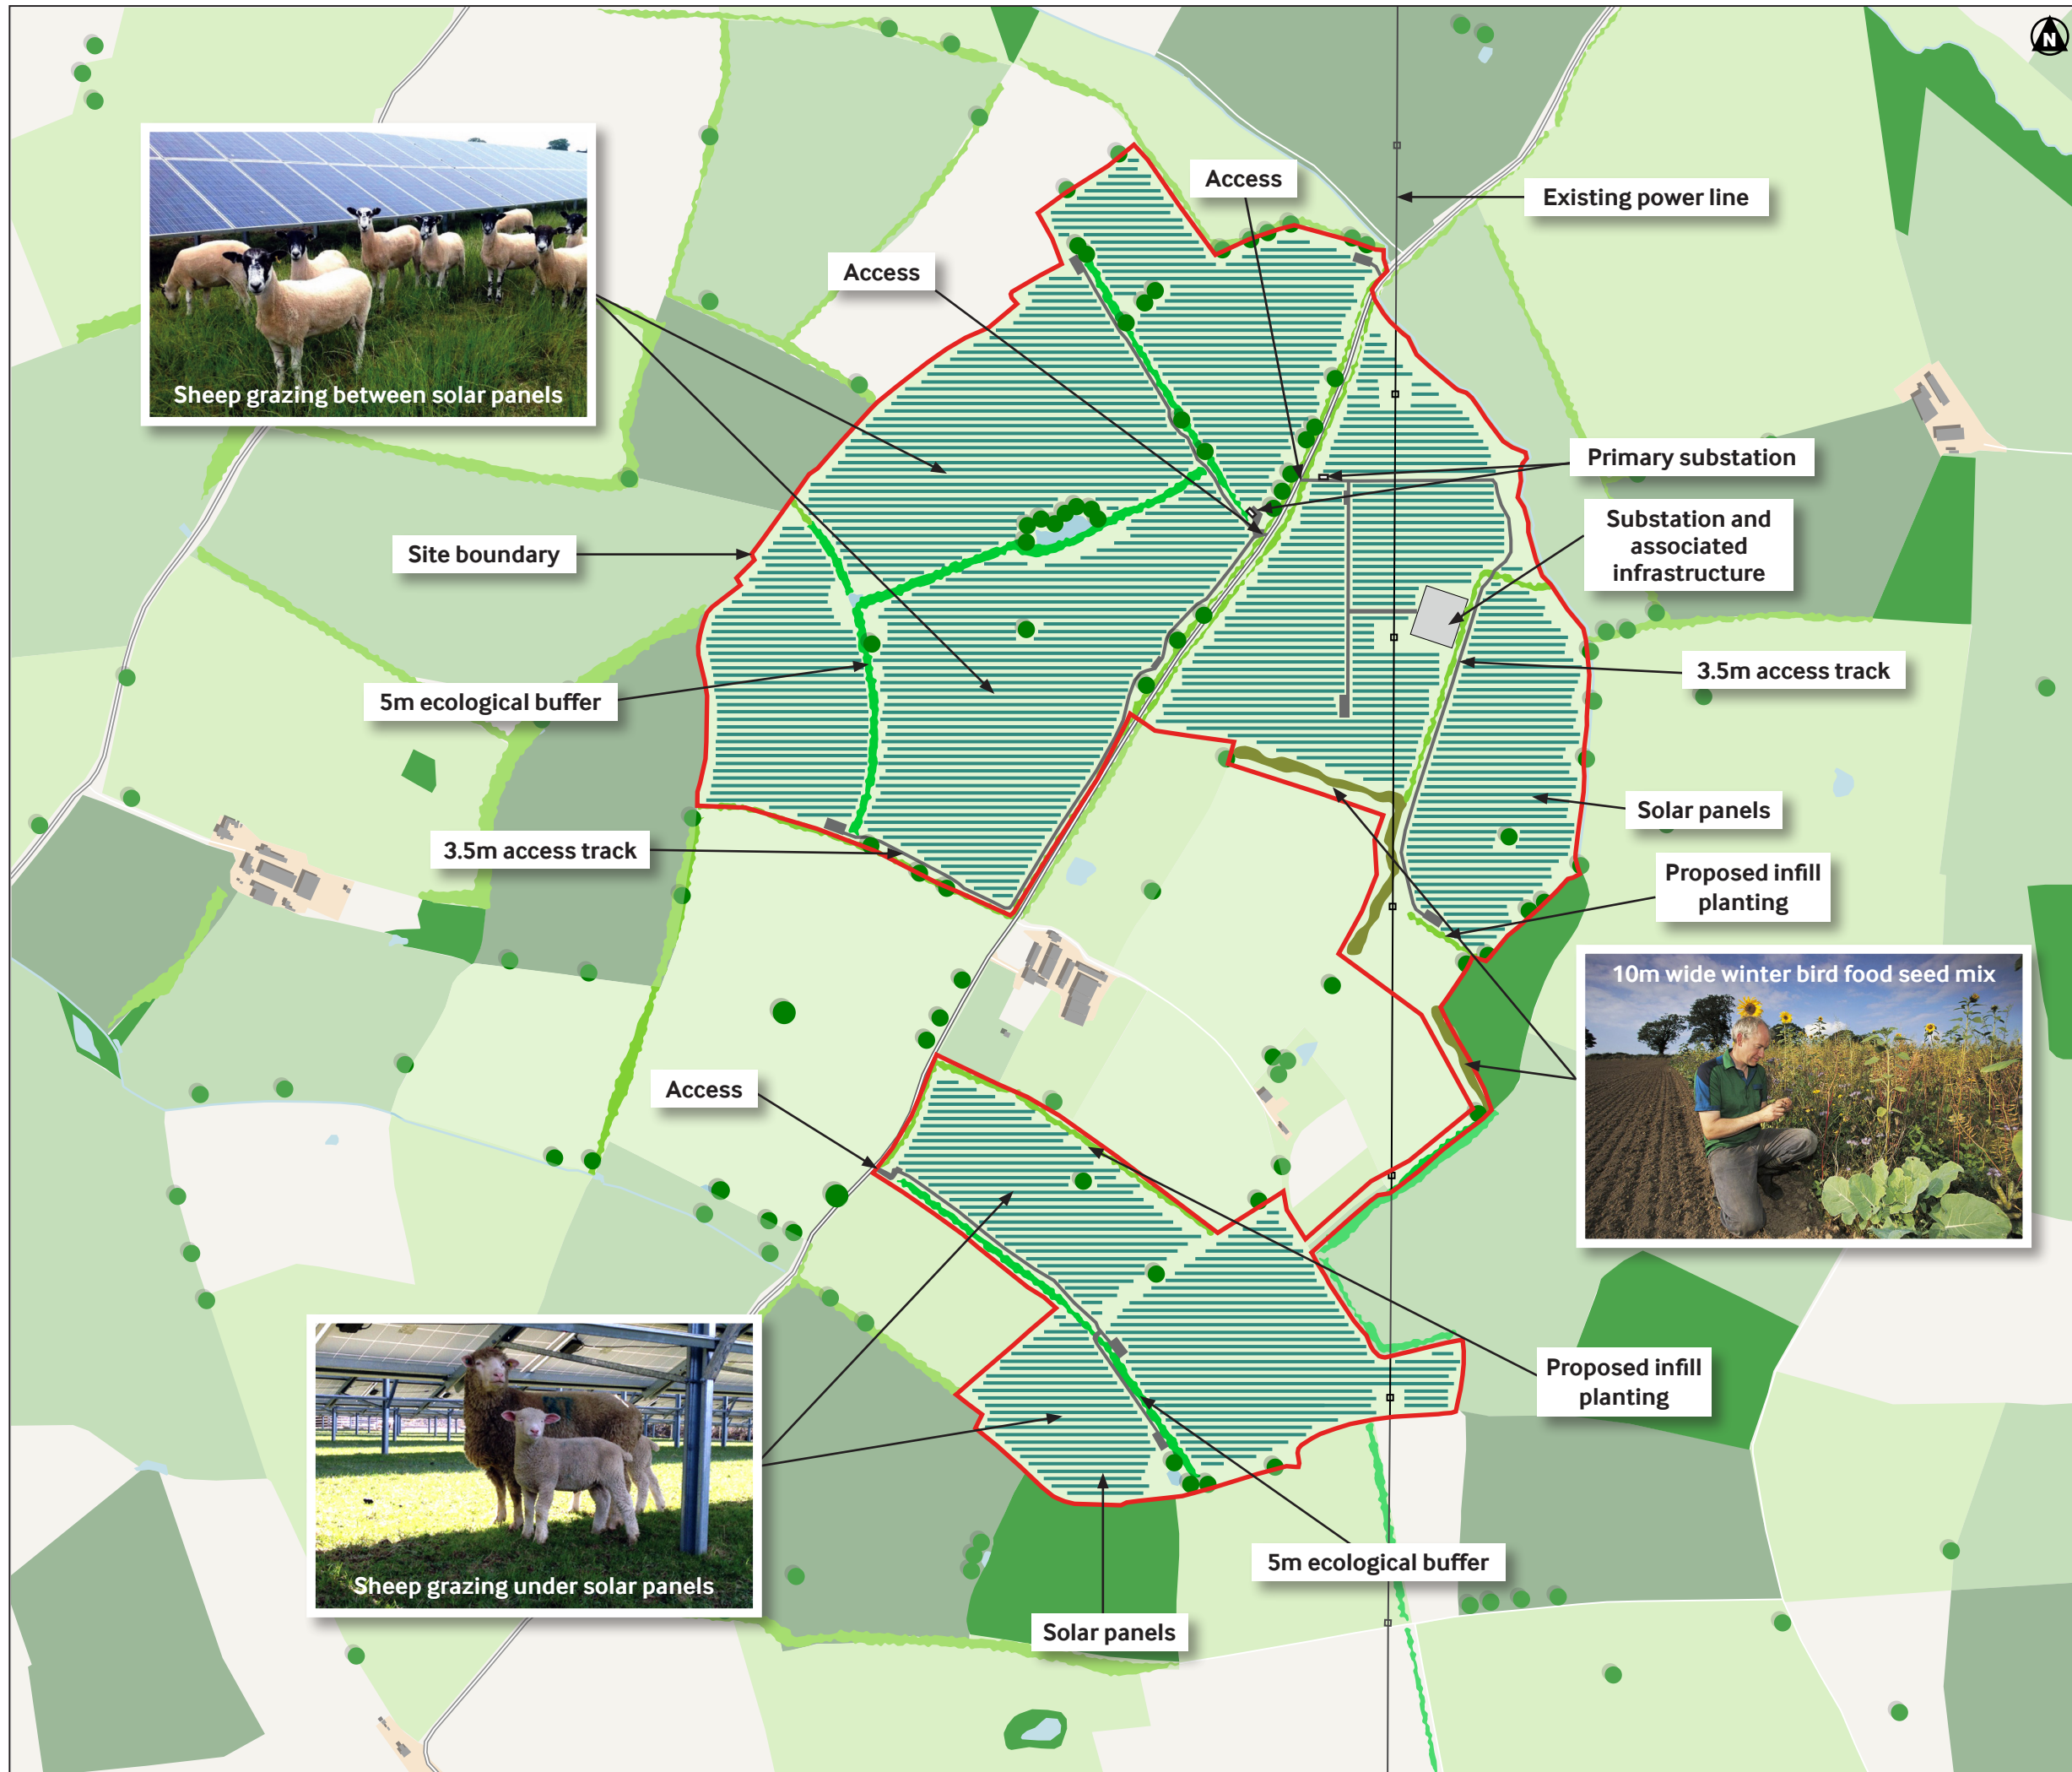 N
Access
Existing power line
Access
Sheep grazing between solar panels
Primary substation
Substation and
associated
infrastructure
Site boundary
3.5m access track
5m ecological buffer
Solar panels
3.5m access track
Proposed infill
planting
10m wide winter bird food seed mix
Access
Proposed infill
planting
5m ecological buffer
Sheep grazing under solar panels
Solar panels